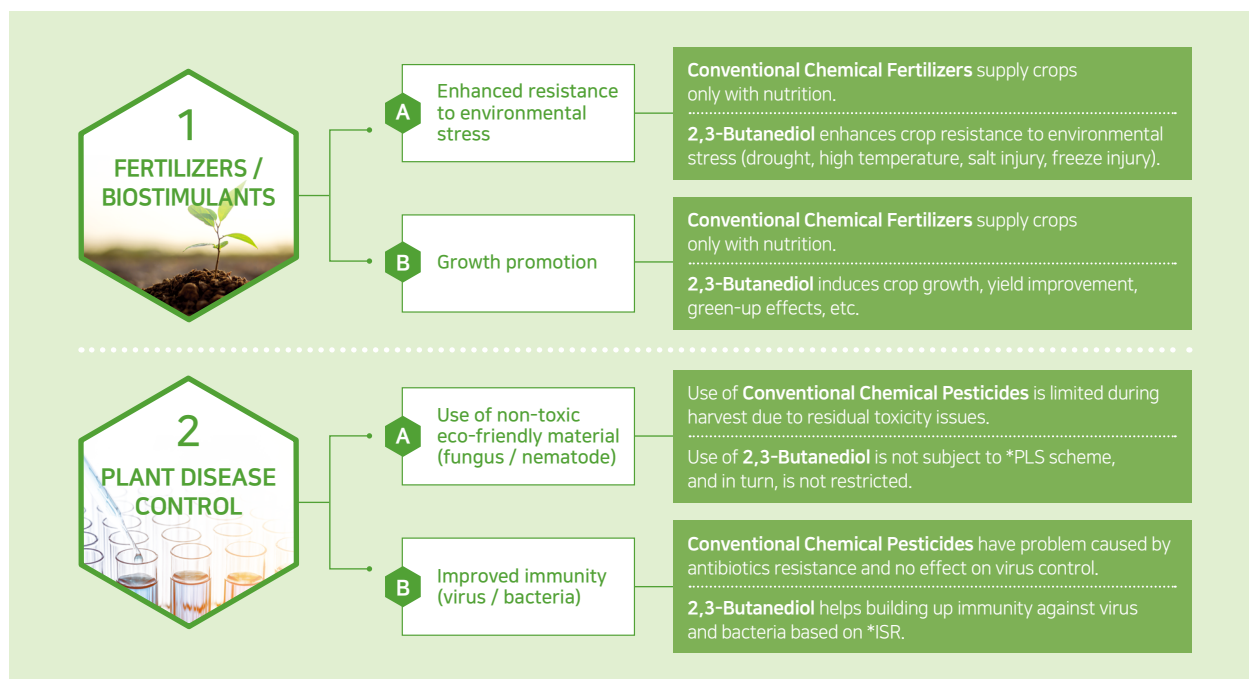 1
FERTILIZERS /
BIOSTIMULANTS
A
Enhanced resistance
to environmental
stress
Conventional Chemical Fertilizers supply crops
only with nutrition.
2,3-Butanediol enhances crop resistance to environmental
stress (drought, high temperature, salt injury, freeze injury).
B
Growth promotion
Conventional Chemical Fertilizers supply crops
only with nutrition.
2,3-Butanediol induces crop growth, yield improvement,
green-up effects, etc.
2
PLANT DISEASE
CONTROL
A
Use of non-toxic
eco-friendly material
(fungus / nematode)
Use of Conventional Chemical Pesticides is limited during
harvest due to residual toxicity issues.
Use of 2,3-Butanediol is not subject to *PLS scheme,
and in turn, is not restricted.
B
Improved immunity
(virus / bacteria)
Conventional Chemical Pesticides have problem caused by
antibiotics resistance and no effect on virus control.
2,3-Butanediol helps building up immunity against virus
and bacteria based on *ISR.